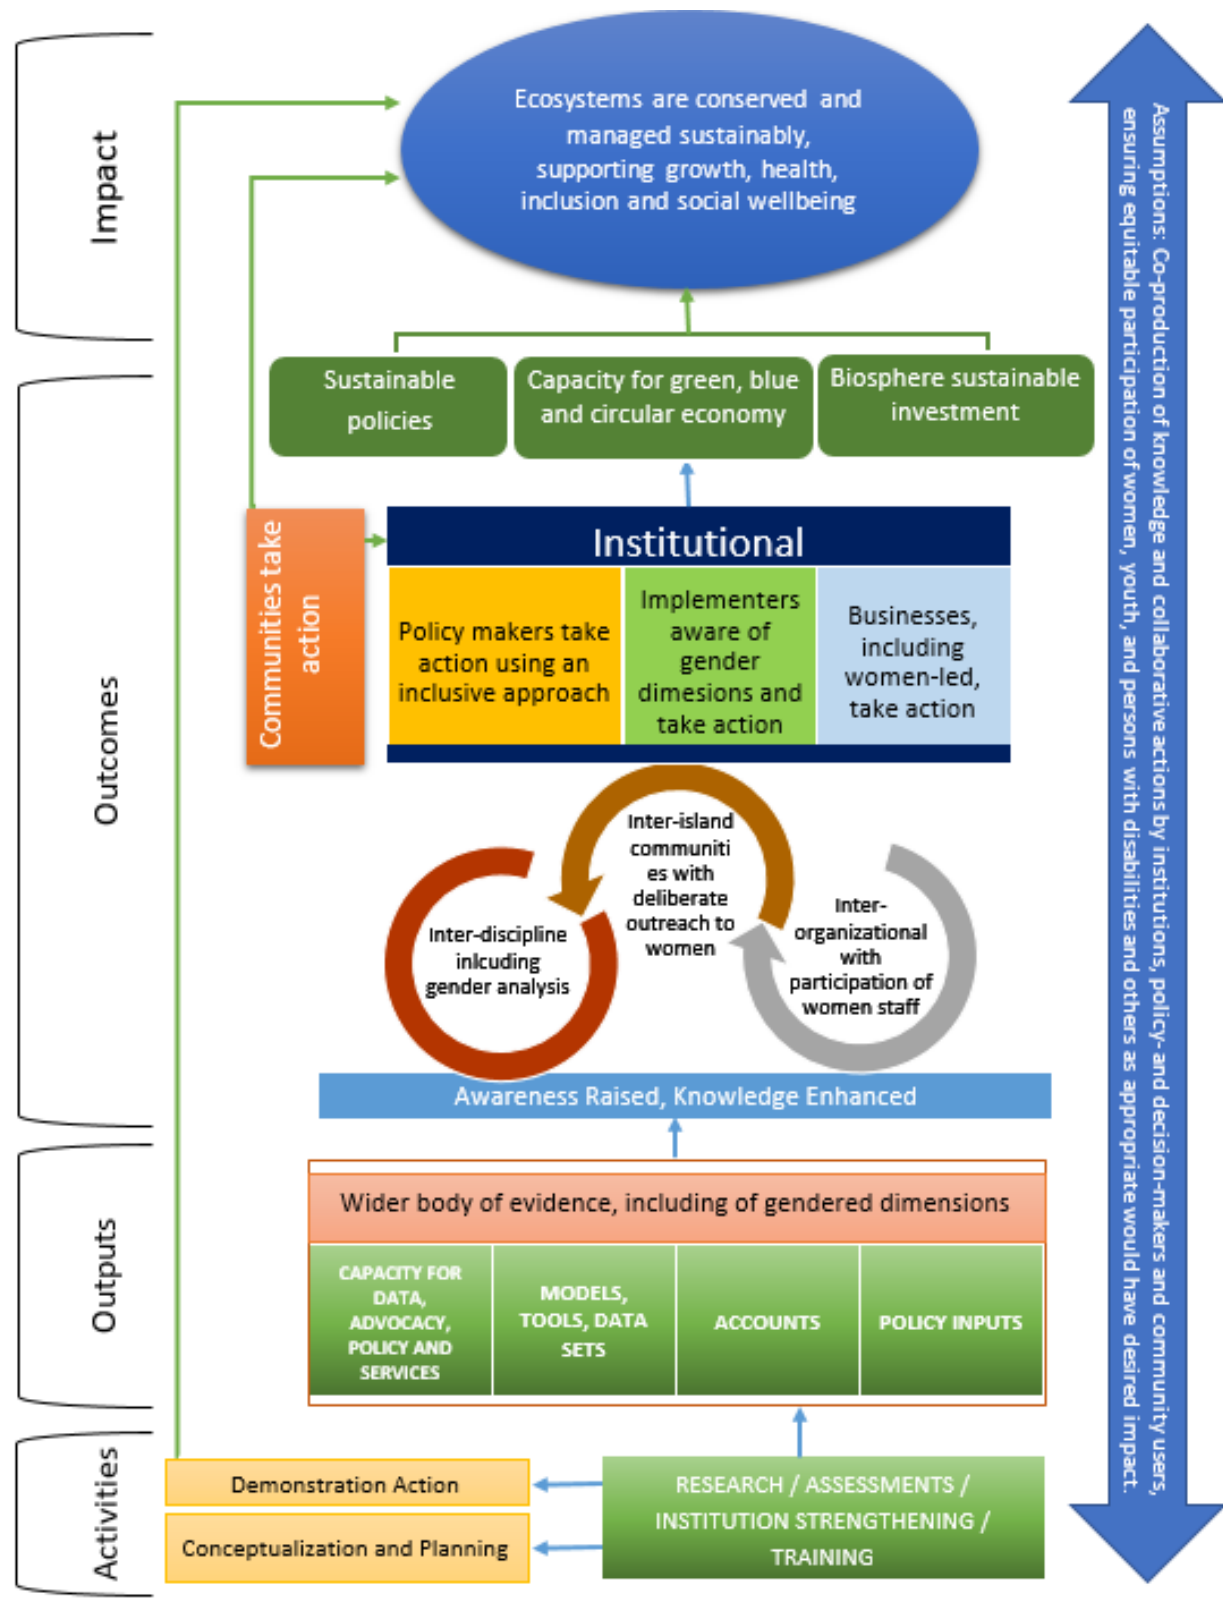 Impact
Ecosystems are conserved and
managed sustainably,
supporting growth, health,
inclusion and social wellbeing
Outcomes
Sustainable
policies
Capacity for green, blue
and circular economy
Biosphere sustainable
investment
Communities take
action
Institutional
Policy makers take
action using an
inclusive approach
Implementers
aware of
gender
dimesions and
take action
Businesses,
including
women-led,
take action
Inter-discipline
inlcuding
gender analysis
Inter-island
communiti
es with
deliberate
outreach to
women
Inter-
organizational
with
participation of
women staff
Awareness Raised, Knowledge Enhanced
Outputs
Wider body of evidence, including of gendered dimensions
CAPACITY FOR
DATA,
ADVOCACY,
POLICY AND
SERVICES
MODELS,
TOOLS, DATA
SETS
ACCOUNTS
POLICY INPUTS
Activities
Demonstration Action
Conceptualization and Planning
RESEARCH / ASSESSMENTS /
INSTITUTION STRENGTHENING /
TRAINING
Assumptions: Co-production of knowledge and collaborative actions by institutions, policy- and decision-makers and community users,
ensuring equitable participation of women, youth, and persons with disabilities and others as appropriate would have desired impact.